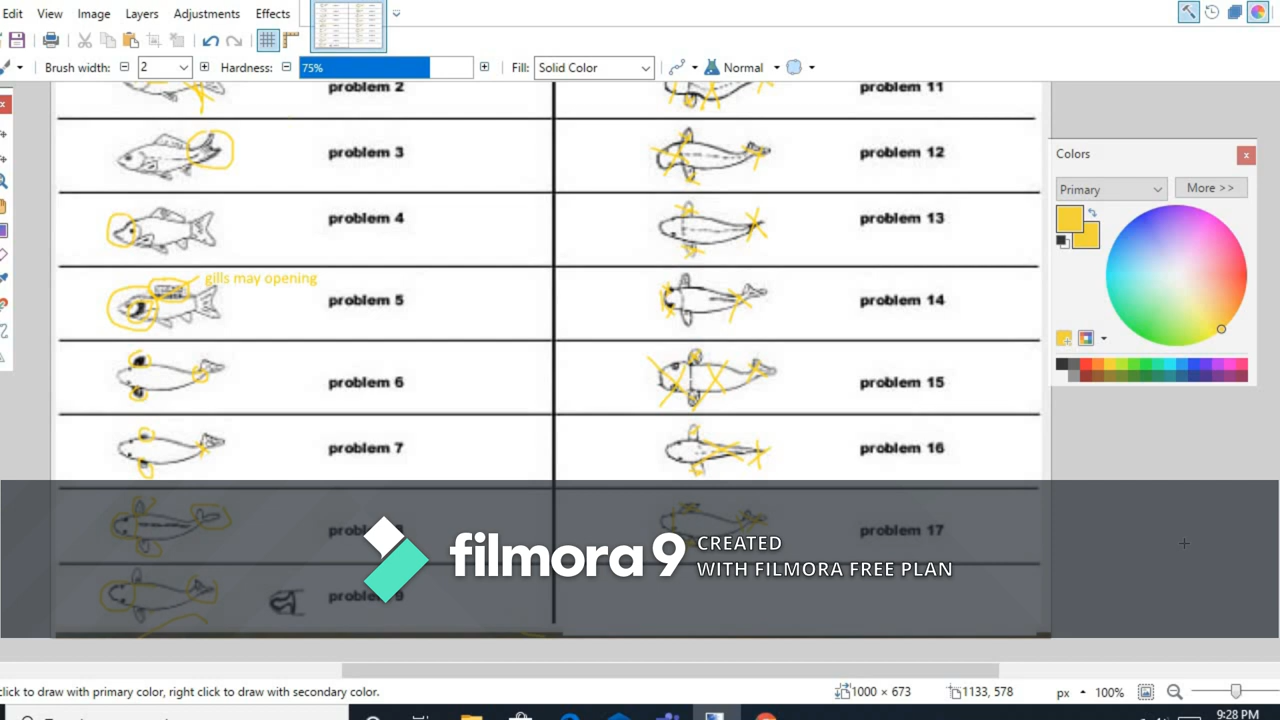 Edit View Image Layers Adjustments Effects
Brush width: 2 Hardness: 75% Fill: Solid Color Normal
problem 2 problem 11
problem 3 problem 12
problem 4 problem 13
gills may opening
problem 5 problem 14
problem 6 problem 15
problem 7 problem 16
problem 17
filmora 9 CREATED
WITH FILMORA FREE PLAN
problem 9
Colors
Primary More >>
click to draw with primary color, right click to draw with secondary color. 1000 × 673 1133, 578 px 100%
9:28 PM